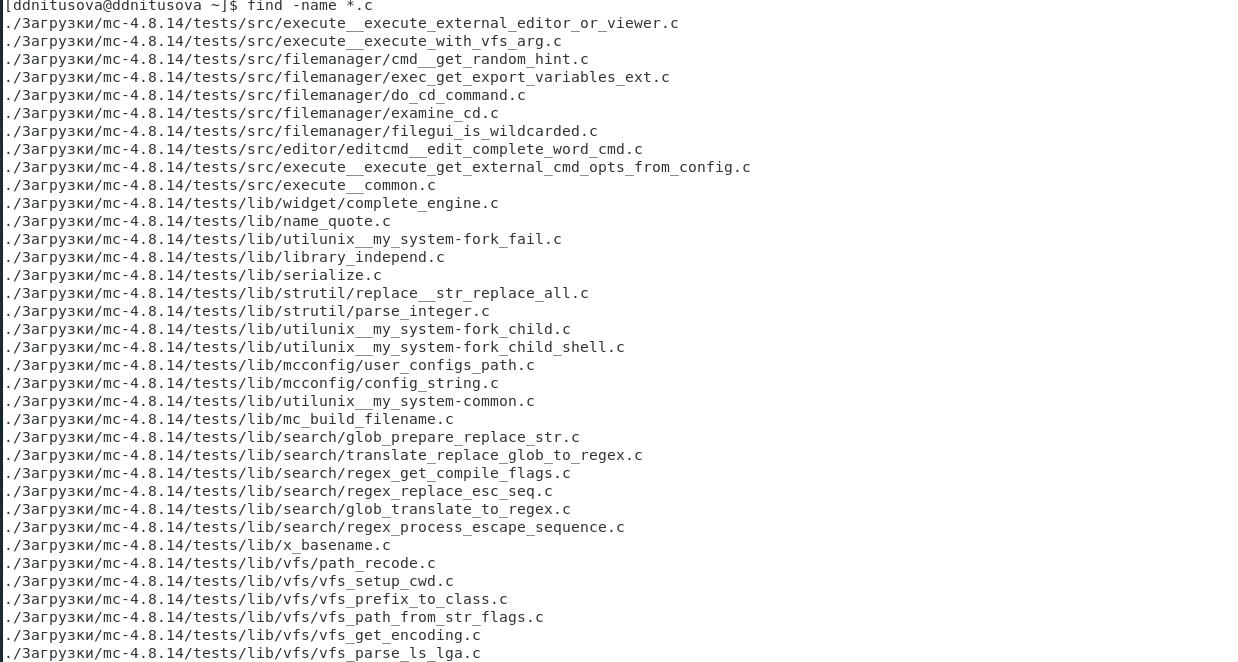 [ddnitusova@ddnitusova ~]$ find -name *.c
./Загрузки/mc-4.8.14/tests/src/execute__execute_external_editor_or_viewer.c
./Загрузки/mc-4.8.14/tests/src/execute__execute_with_vfs_arg.c
./Загрузки/mc-4.8.14/tests/src/filemanager/cmd__get_random_hint.c
./Загрузки/mc-4.8.14/tests/src/filemanager/exec_get_export_variables_ext.c
./Загрузки/mc-4.8.14/tests/src/filemanager/do_cd_command.c
./Загрузки/mc-4.8.14/tests/src/filemanager/examine_cd.c
./Загрузки/mc-4.8.14/tests/src/filemanager/filegui_is_wildcarded.c
./Загрузки/mc-4.8.14/tests/src/editor/editcmd__edit_complete_word_cmd.c
./Загрузки/mc-4.8.14/tests/src/execute__execute_get_external_cmd_opts_from_config.c
./Загрузки/mc-4.8.14/tests/src/execute__common.c
./Загрузки/mc-4.8.14/tests/lib/widget/complete_engine.c
./Загрузки/mc-4.8.14/tests/lib/name_quote.c
./Загрузки/mc-4.8.14/tests/lib/utilunix__my_system-fork_fail.c
./Загрузки/mc-4.8.14/tests/lib/library_independ.c
./Загрузки/mc-4.8.14/tests/lib/serialize.c
./Загрузки/mc-4.8.14/tests/lib/strutil/replace__str_replace_all.c
./Загрузки/mc-4.8.14/tests/lib/strutil/parse_integer.c
./Загрузки/mc-4.8.14/tests/lib/utilunix__my_system-fork_child.c
./Загрузки/mc-4.8.14/tests/lib/utilunix__my_system-fork_child_shell.c
./Загрузки/mc-4.8.14/tests/lib/mcconfig/user_configs_path.c
./Загрузки/mc-4.8.14/tests/lib/mcconfig/config_string.c
./Загрузки/mc-4.8.14/tests/lib/utilunix__my_system-common.c
./Загрузки/mc-4.8.14/tests/lib/mc_build_filename.c
./Загрузки/mc-4.8.14/tests/lib/search/glob_prepare_replace_str.c
./Загрузки/mc-4.8.14/tests/lib/search/translate_replace_glob_to_regex.c
./Загрузки/mc-4.8.14/tests/lib/search/regex_get_compile_flags.c
./Загрузки/mc-4.8.14/tests/lib/search/regex_replace_esc_seq.c
./Загрузки/mc-4.8.14/tests/lib/search/glob_translate_to_regex.c
./Загрузки/mc-4.8.14/tests/lib/search/regex_process_escape_sequence.c
./Загрузки/mc-4.8.14/tests/lib/x_basename.c
./Загрузки/mc-4.8.14/tests/lib/vfs/path_recode.c
./Загрузки/mc-4.8.14/tests/lib/vfs/vfs_setup_cwd.c
./Загрузки/mc-4.8.14/tests/lib/vfs/vfs_prefix_to_class.c
./Загрузки/mc-4.8.14/tests/lib/vfs/vfs_path_from_str_flags.c
./Загрузки/mc-4.8.14/tests/lib/vfs/vfs_get_encoding.c
./Загрузки/mc-4.8.14/tests/lib/vfs/vfs_parse_ls_lga.c